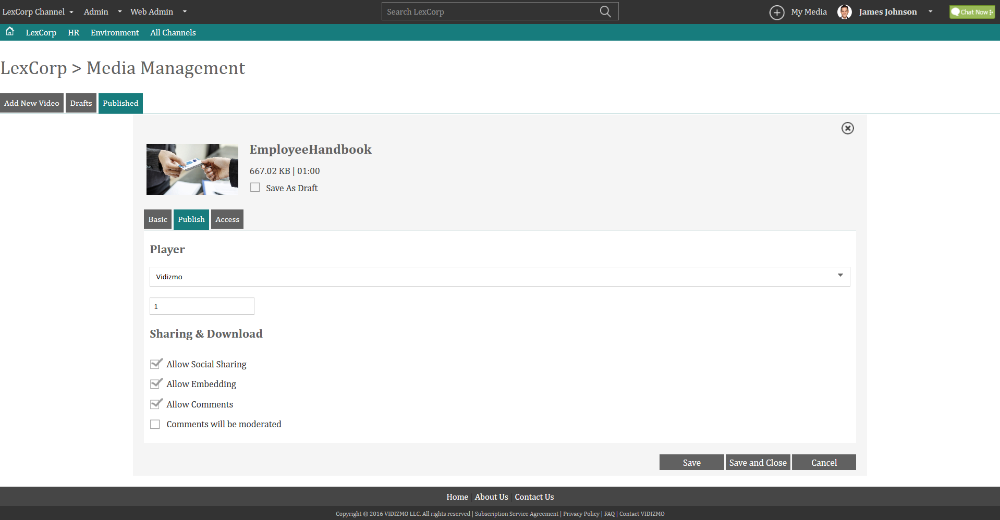 LexCorp Channel Admin Web Admin Search LexCorp My Media James Johnson Chat Now
LexCorp HR Environment All Channels
LexCorp > Media Management
Add New Video Drafts Published
EmployeeHandbook
667.02 KB | 01:00
Save As Draft
Basic Publish Access
Player
Vidizmo
1
Sharing & Download
Allow Social Sharing
Allow Embedding
Allow Comments
Comments will be moderated
Save Save and Close Cancel
Home | About Us | Contact Us
Copyright © 2016 VIDIZMO LLC. All rights reserved | Subscription Service Agreement | Privacy Policy | FAQ | Contact VIDIZMO